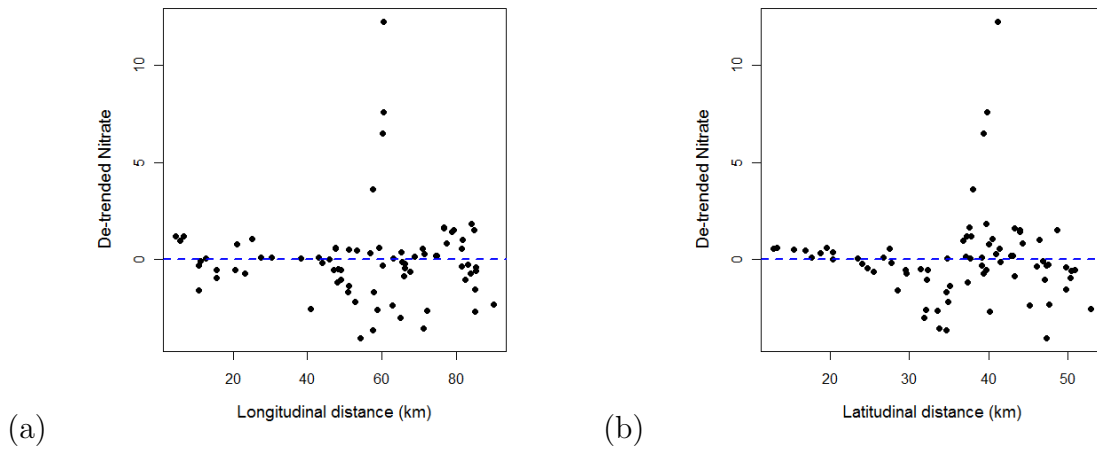 De-trended Nitrate
10
5
0
20 40 60 80
Longitudinal distance (km)
(a)
De-trended Nitrate
10
5
0
20 30 40 50
Latitudinal distance (km)
(b)